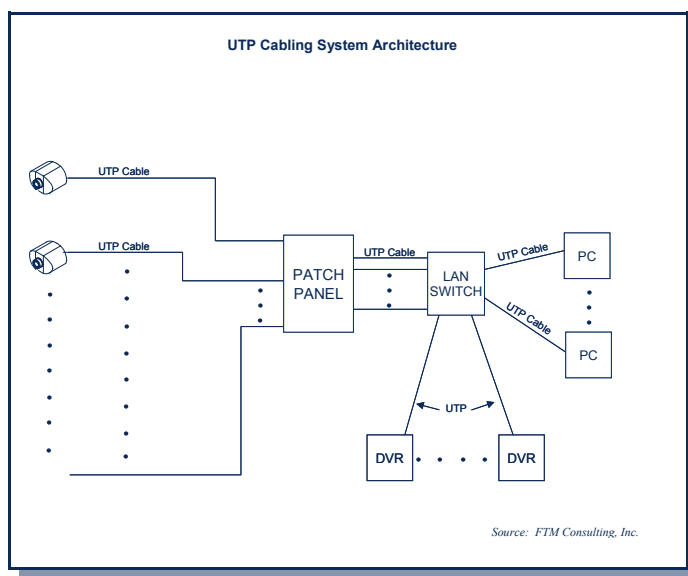 UTP Cabling System Architecture
UTP Cable
UTP Cable
UTP Cable
PATCH
PANEL
LAN
SWITCH
UTP Cable
PC
UTP Cable
PC
UTP
DVR
DVR
Source: FTM Consulting, Inc.